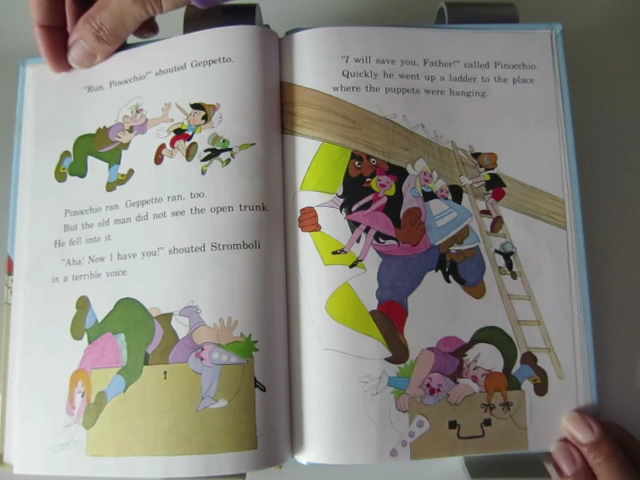 "Run, Pinocchio!" shouted Geppetto.
Pinocchio ran. Geppetto ran, too.
But the old man did not see the open trunk.
He fell into it.
"Aha! Now I have you!" shouted Stromboli
in a terrible voice.
"I will save you, Father!" called Pinocchio.
Quickly he went up a ladder to the place
where the puppets were hanging.